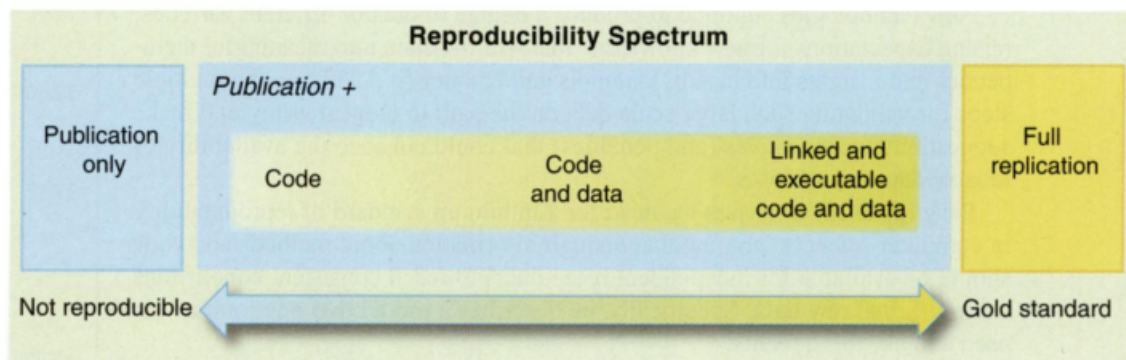 Reproducibility Spectrum
Publication +
Publication
only
Code
Code
and data
Linked and
executable
code and data
Full
replication
Not reproducible
Gold standard